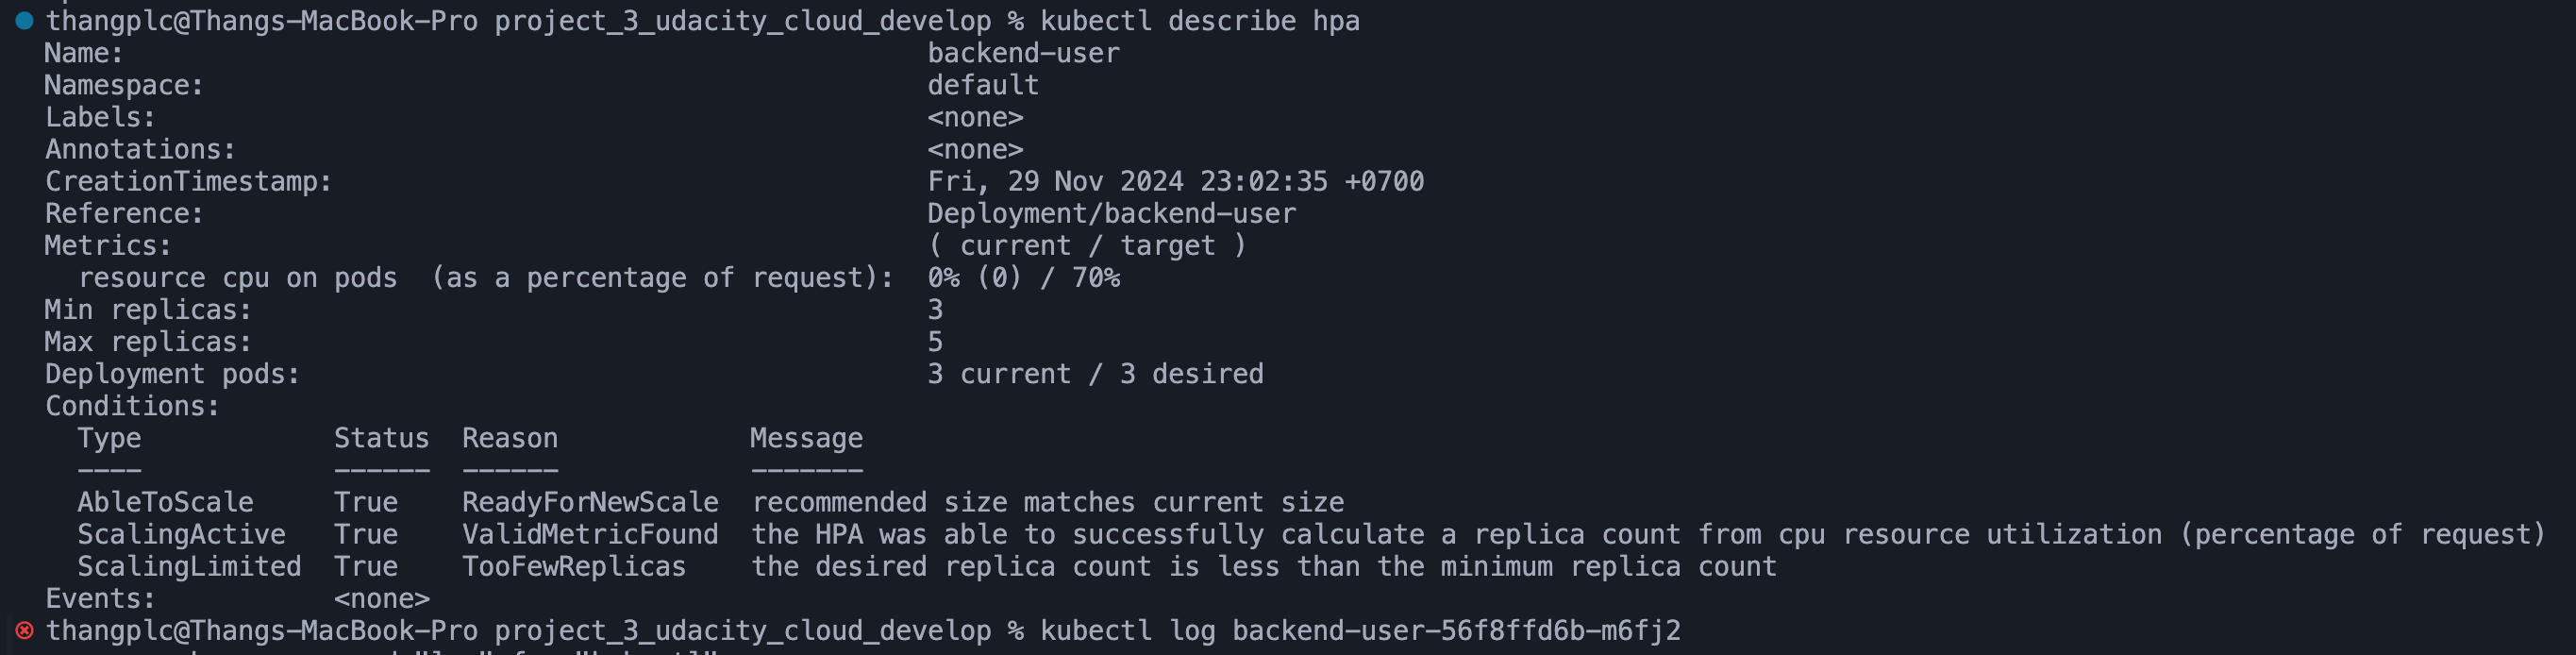 thangplc@Thangs-MacBook-Pro project_3_udacity_cloud_develop % kubectl describe hpa
Name:                                                  backend-user
Namespace:                                             default
Labels:                                                <none>
Annotations:                                           <none>
CreationTimestamp:                                     Fri, 29 Nov 2024 23:02:35 +0700
Reference:                                             Deployment/backend-user
Metrics:                                               ( current / target )
  resource cpu on pods  (as a percentage of request):  0% (0) / 70%
Min replicas:                                          3
Max replicas:                                          5
Deployment pods:                                       3 current / 3 desired
Conditions:
  Type            Status  Reason            Message
  ----            ------  ------            -------
  AbleToScale     True    ReadyForNewScale  recommended size matches current size
  ScalingActive   True    ValidMetricFound  the HPA was able to successfully calculate a replica count from cpu resource utilization (percentage of request)
  ScalingLimited  True    TooFewReplicas    the desired replica count is less than the minimum replica count
Events:           <none>
thangplc@Thangs-MacBook-Pro project_3_udacity_cloud_develop % kubectl log backend-user-56f8ffd6b-m6fj2